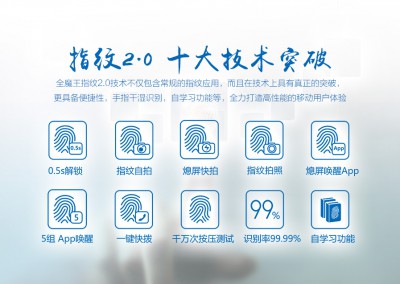 指纹2.0 十大技术突破
全魔王指纹2.0技术不仅包含常规的指纹应用，而且在技术上具有真正的突破，
更具备便捷性，手指干湿识别，自学习功能等，全力打造高性能的移动用户体验
0.5s
App
0.5s解锁 指纹自拍 熄屏快拍 指纹拍照 熄屏唤醒App
5
99%
5组 App唤醒 一键快拨 千万次按压测试 识别率99.99% 自学习功能